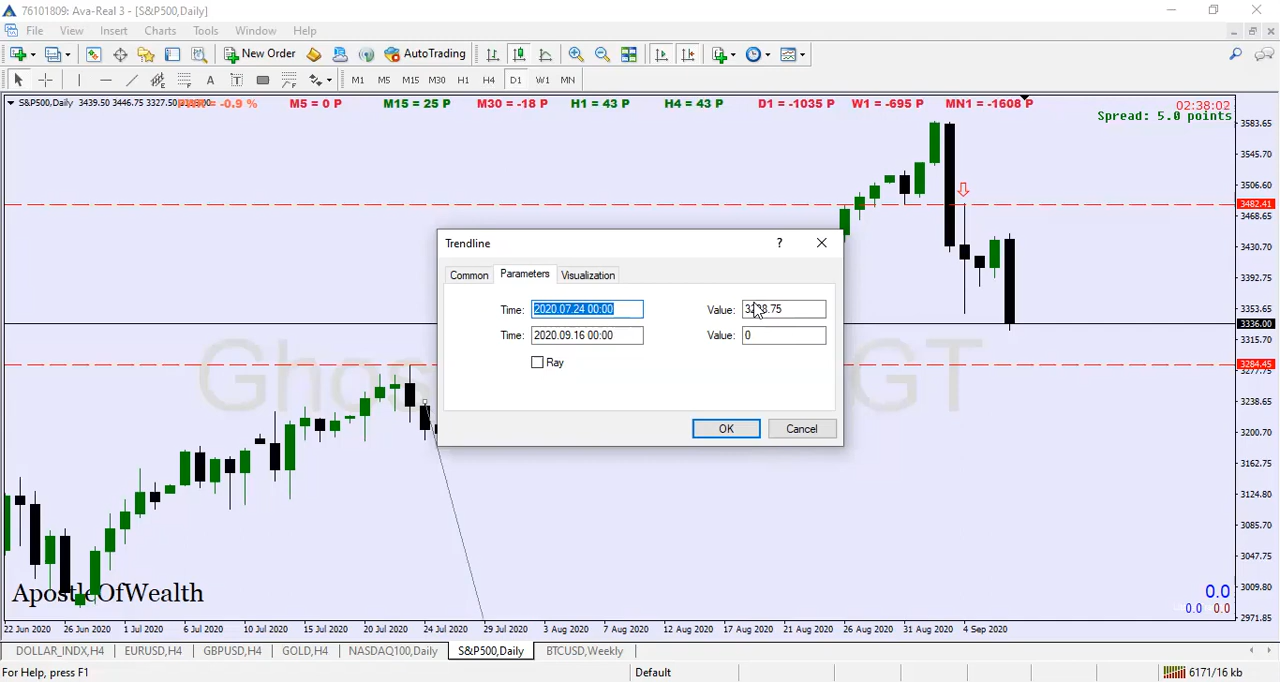 76101809: Ava-Real 3 - [S&P500,Daily]
File View Insert Charts Tools Window Help
New Order AutoTrading
A T M1 M5 M15 M30 H1 H4 D1 W1 MN
S&P500,Daily 3439.50 3446.75 3327.50 = -0.9 % M5 = 0 P M15 = 25 P M30 = -18 P H1 = 43 P H4 = 43 P D1 = -1035 P W1 = -695 P MN1 = -1608 P 02:38:02
Spread: 5.0 points
3583.65
3545.70
3506.60
3482.41
3468.65
3430.70
3392.75
3353.65
3336.00
3315.70
3284.45
3277.75
3238.65
3200.70
3162.75
3124.80
3085.70
3047.75
3009.80
2971.85
Trendline ?
Common Parameters Visualization
Time: 2020.07.24 00:00 Value:
Time: 2020.09.16 00:00 Value: 0
Ray
OK Cancel
GT
ApostleOfWealth
0.0
0.0 0.0
22 Jun 2020 26 Jun 2020 1 Jul 2020 6 Jul 2020 10 Jul 2020 15 Jul 2020 20 Jul 2020 24 Jul 2020 29 Jul 2020 3 Aug 2020 7 Aug 2020 12 Aug 2020 17 Aug 2020 21 Aug 2020 26 Aug 2020 31 Aug 2020 4 Sep 2020
DOLLAR_INDX,H4 EURUSD,H4 GBPUSD,H4 GOLD,H4 NASDAQ100,Daily S&P500,Daily BTCUSD,Weekly
For Help, press F1 Default 6171/16 kb